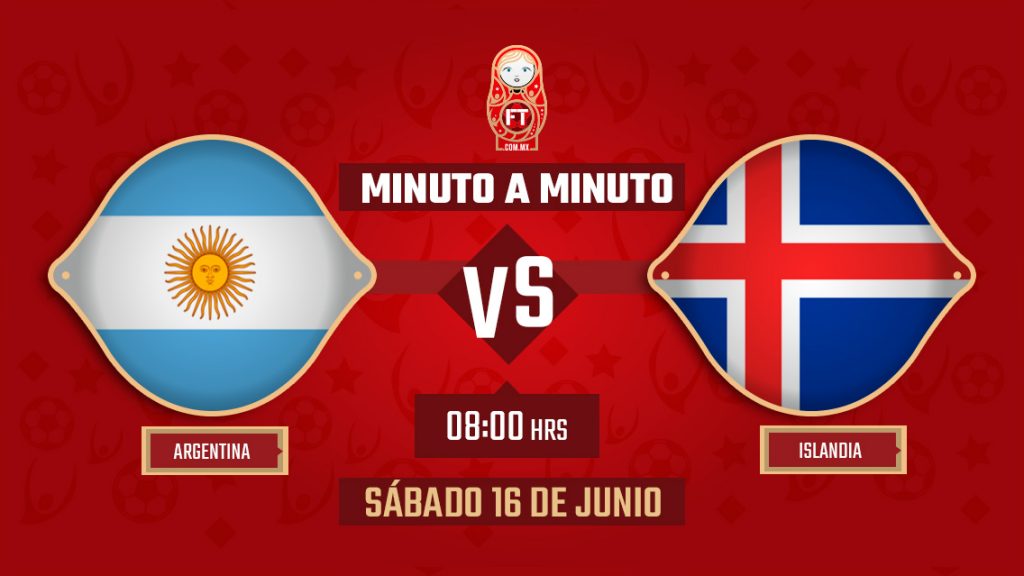 FT
.COM.MX
MINUTO A MINUTO
VS
08:00 HRS
ARGENTINA
ISLANDIA
SÁBADO 16 DE JUNIO